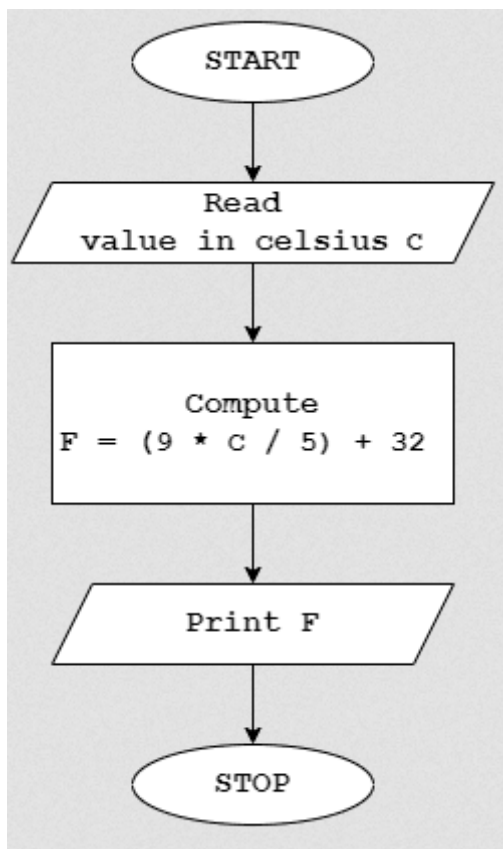 START
Read
value in celsius C
Compute
F = (9 * C / 5) + 32
Print F
STOP